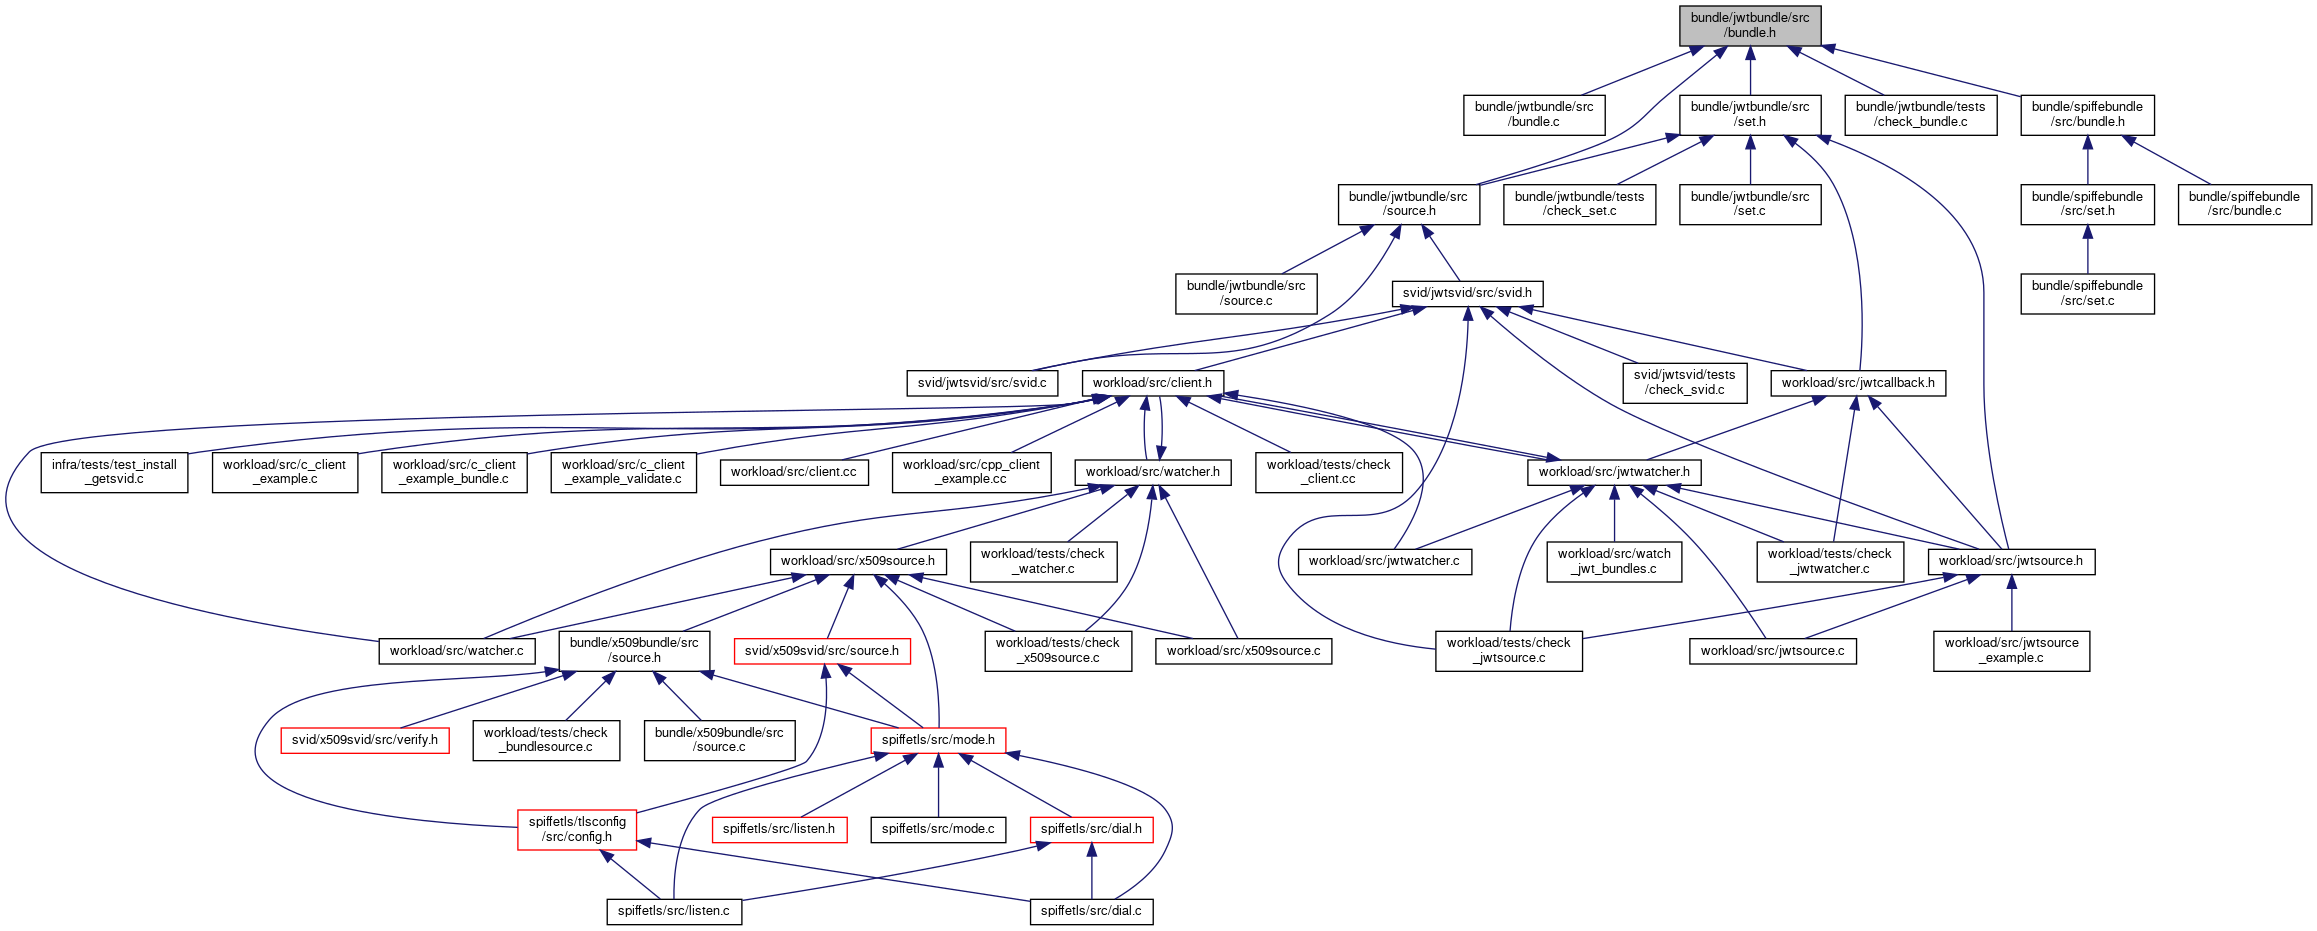 bundle/jwtbundle/src
/bundle.h
bundle/jwtbundle/src
/bundle.c
bundle/jwtbundle/src
/set.h
bundle/jwtbundle/tests
/check_bundle.c
bundle/spiffebundle
/src/bundle.h
bundle/jwtbundle/src
/source.h
bundle/jwtbundle/tests
/check_set.c
bundle/jwtbundle/src
/set.c
bundle/spiffebundle
/src/set.h
bundle/spiffebundle
/src/bundle.c
bundle/jwtbundle/src
/source.c
svid/jwtsvid/src/svid.h
bundle/spiffebundle
/src/set.c
svid/jwtsvid/src/svid.c
workload/src/client.h
svid/jwtsvid/tests
/check_svid.c
workload/src/jwtcallback.h
infra/tests/test_install
_getsvid.c
workload/src/c_client
_example.c
workload/src/c_client
_example_bundle.c
workload/src/c_client
_example_validate.c
workload/src/client.cc
workload/src/cpp_client
_example.cc
workload/src/watcher.h
workload/tests/check
_client.cc
workload/src/jwtwatcher.h
workload/src/x509source.h
workload/tests/check
_watcher.c
workload/src/jwtwatcher.c
workload/src/watch
_jwt_bundles.c
workload/tests/check
_jwtwatcher.c
workload/src/jwtsource.h
workload/src/watcher.c
bundle/x509bundle/src
/source.h
svid/x509svid/src/source.h
workload/tests/check
_x509source.c
workload/src/x509source.c
workload/tests/check
_jwtsource.c
workload/src/jwtsource.c
workload/src/jwtsource
_example.c
svid/x509svid/src/verify.h
workload/tests/check
_bundlesource.c
bundle/x509bundle/src
/source.c
spiffetls/src/mode.h
spiffetls/tlsconfig
/src/config.h
spiffetls/src/listen.h
spiffetls/src/mode.c
spiffetls/src/dial.h
spiffetls/src/listen.c
spiffetls/src/dial.c